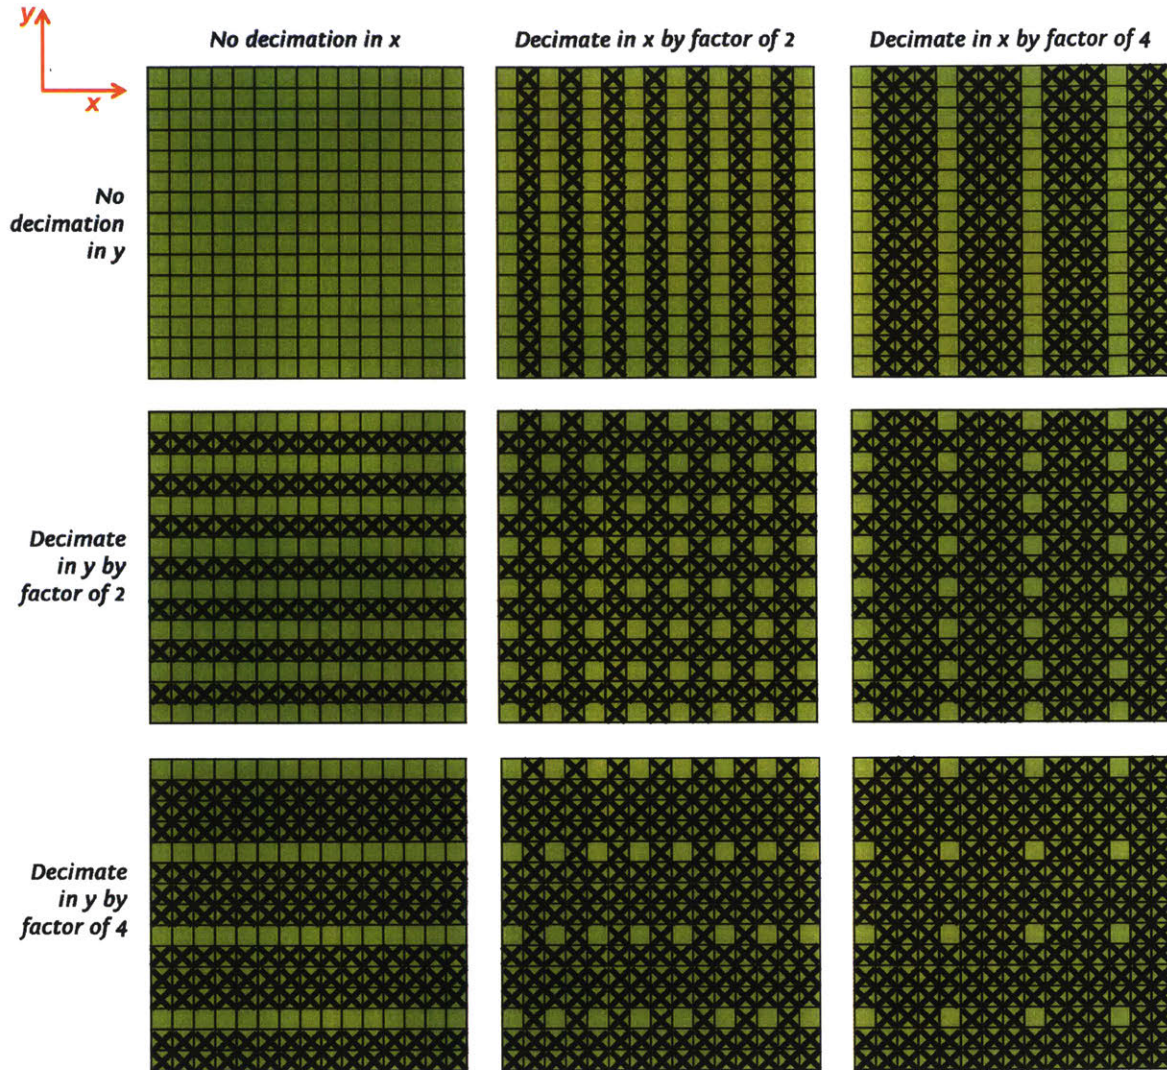 y
x
No decimation in x
Decimate in x by factor of 2
Decimate in x by factor of 4
No
decimation
in y
Decimate
in y by
factor of 2
Decimate
in y by
factor of 4